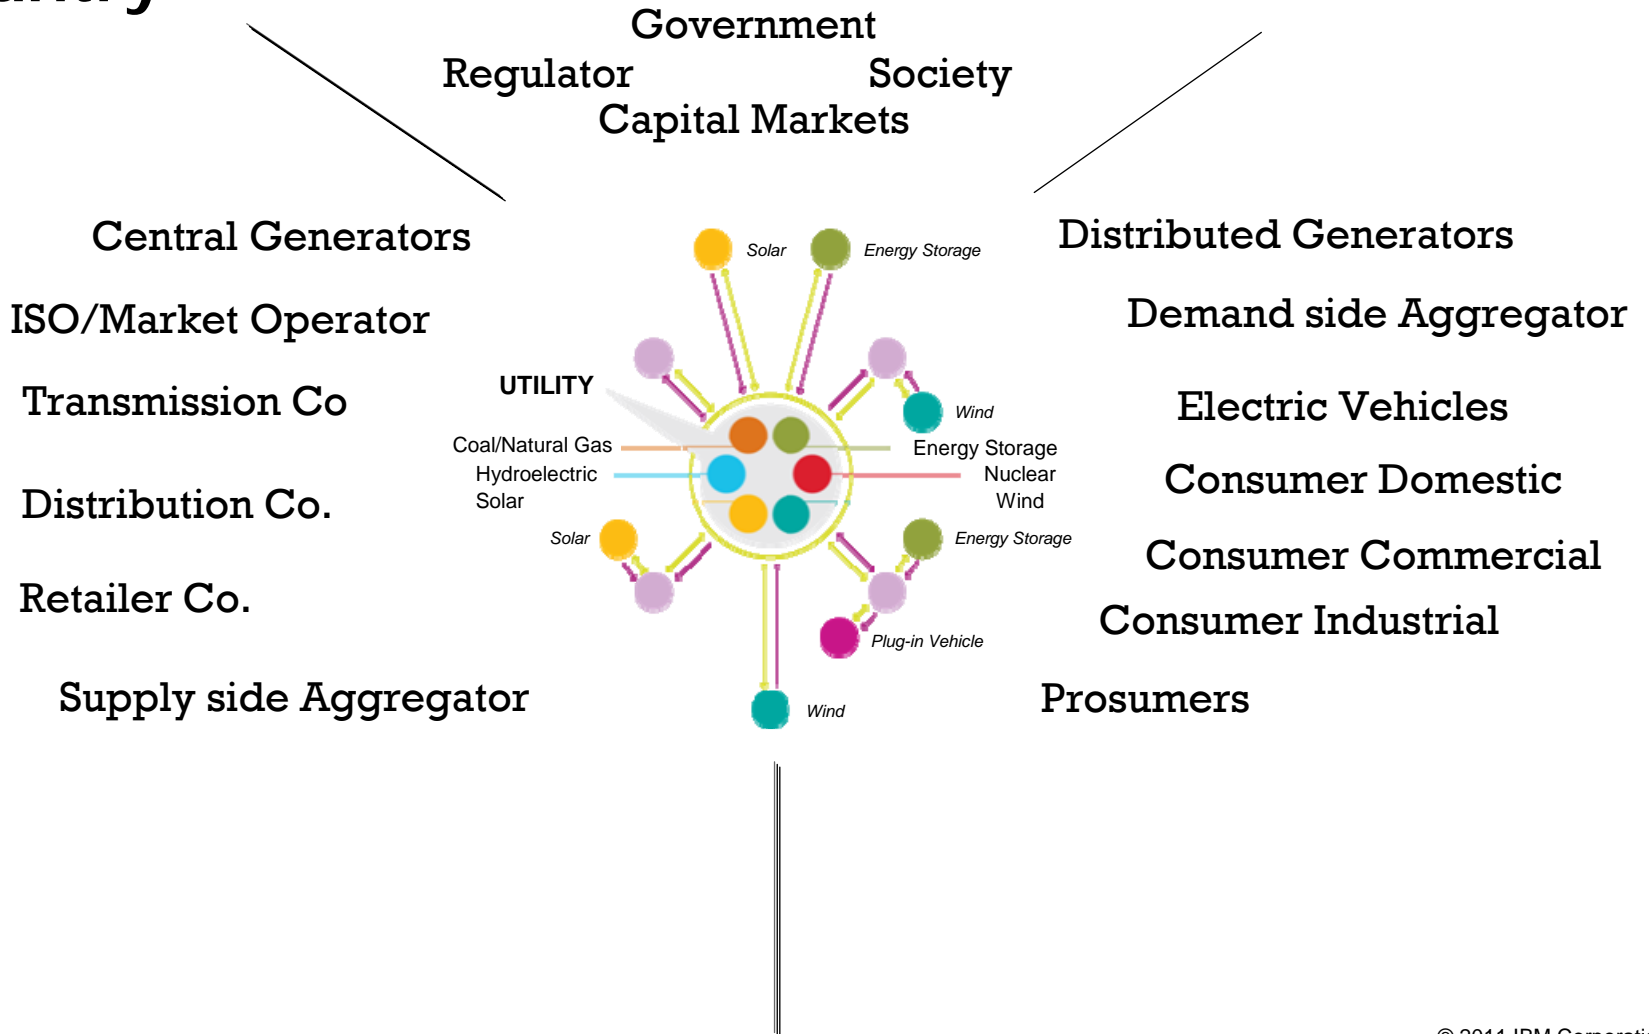 Government
Regulator Society
Capital Markets
Central Generators
ISO/Market Operator
Transmission Co
Distribution Co.
Retailer Co.
Supply side Aggregator
Solar
Energy Storage
UTILITY
Wind
Coal/Natural Gas
Hydroelectric
Solar
Energy Storage
Nuclear
Wind
Solar
Energy Storage
Plug-in Vehicle
Wind
Distributed Generators
Demand side Aggregator
Electric Vehicles
Consumer Domestic
Consumer Commercial
Consumer Industrial
Prosumers
© 2011 IBM